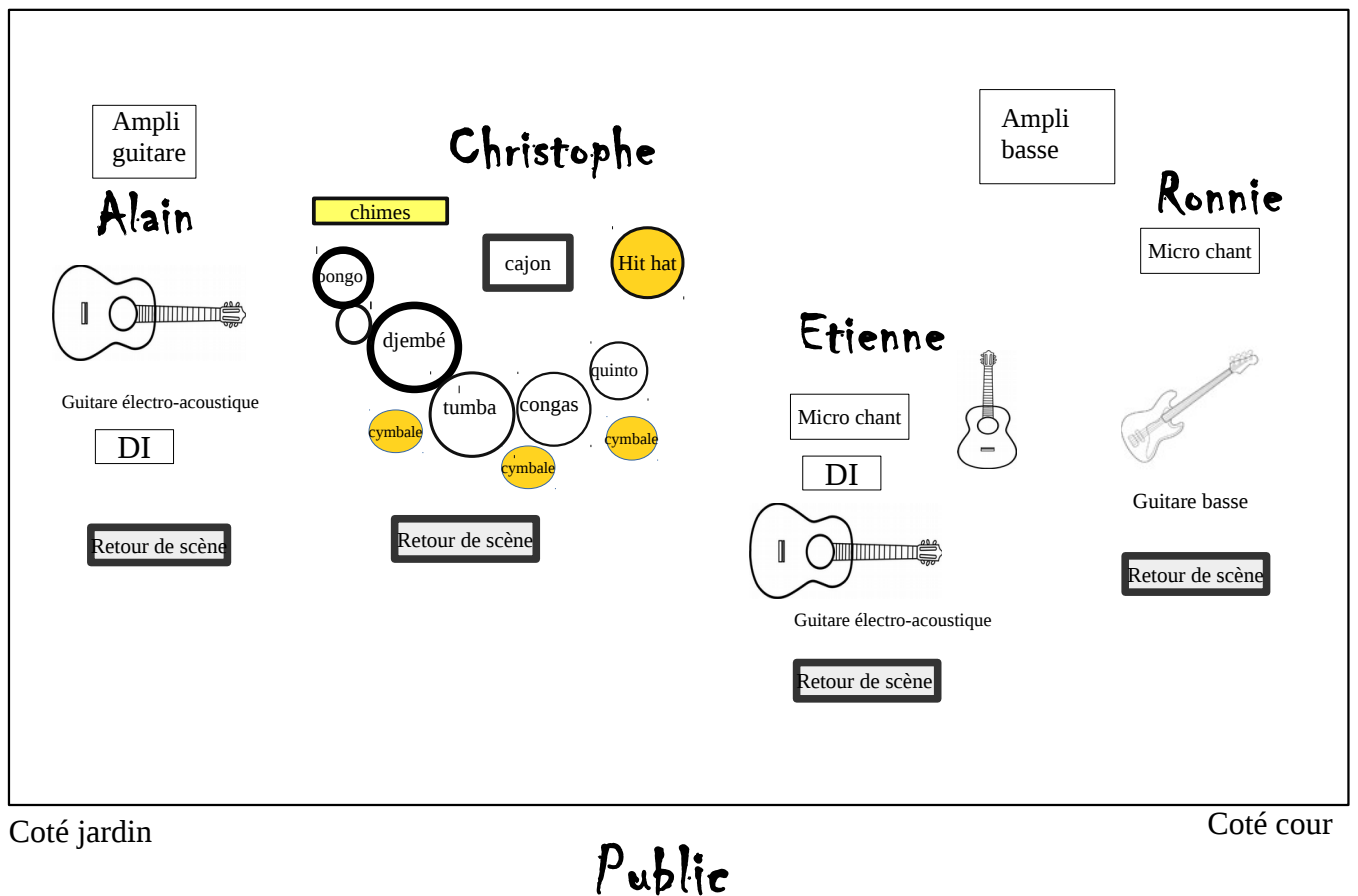 Ampli
guitare
Alain
Guitare électro-acoustique
DI
Retour de scène
Christophe
chimes
bongo
cajon
Hit hat
djembé
quinto
tumba
congas
cymbale
cymbale
cymbale
Retour de scène
Etienne
Micro chant
DI
Guitare électro-acoustique
Retour de scène
Ampli
basse
Ronnie
Micro chant
Guitare basse
Retour de scène
Coté jardin
Coté cour
Public